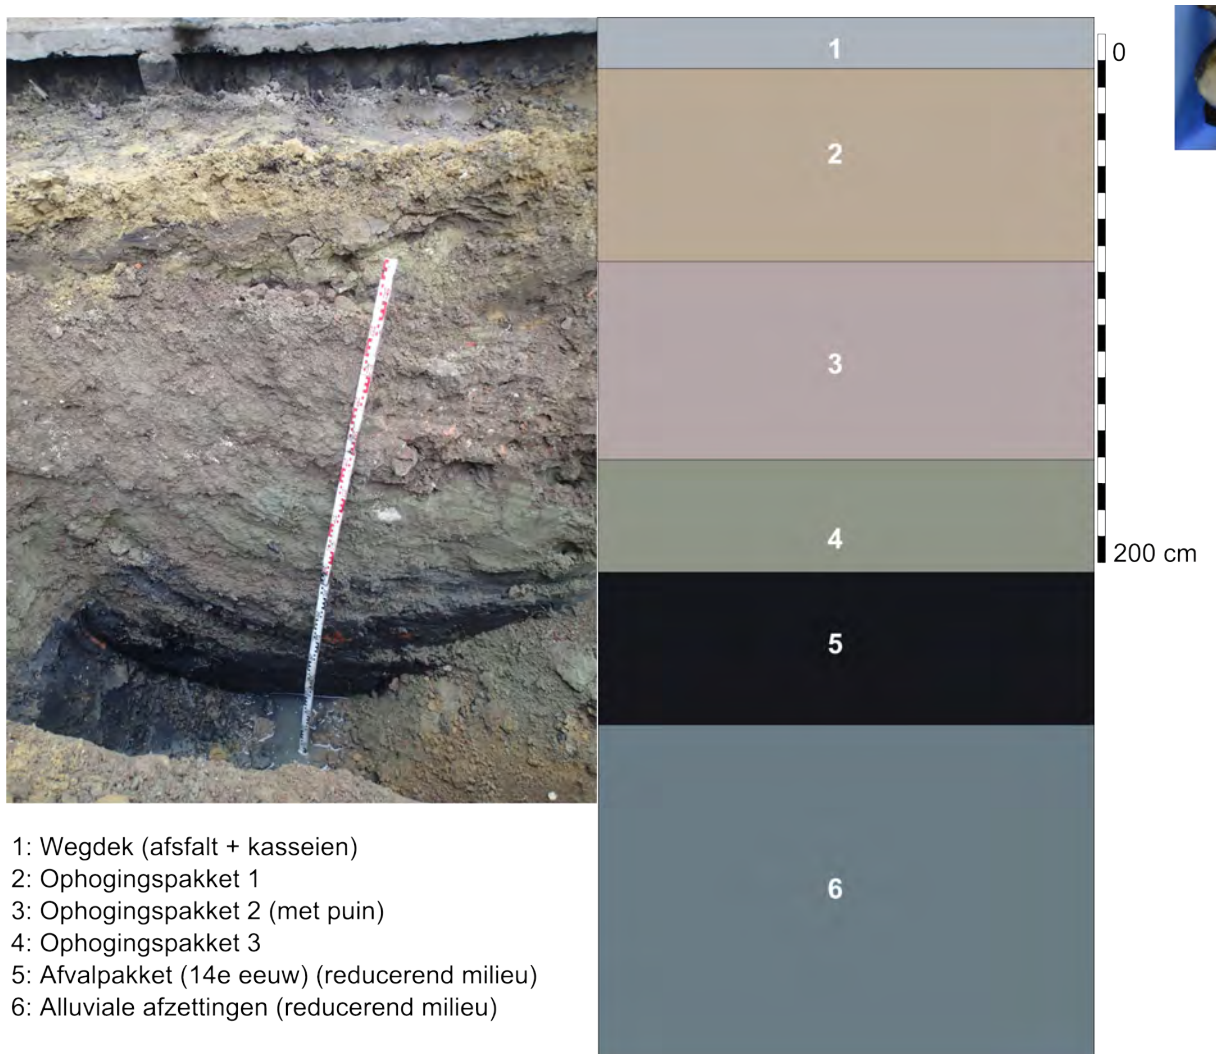 1
0
2
3
4
200 cm
5
6
1: Wegdek (afsfalt + kasseien)
2: Ophogingspakket 1
3: Ophogingspakket 2 (met puin)
4: Ophogingspakket 3
5: Afvalpakket (14e eeuw) (reducerend milieu)
6: Alluviale afzettingen (reducerend milieu)